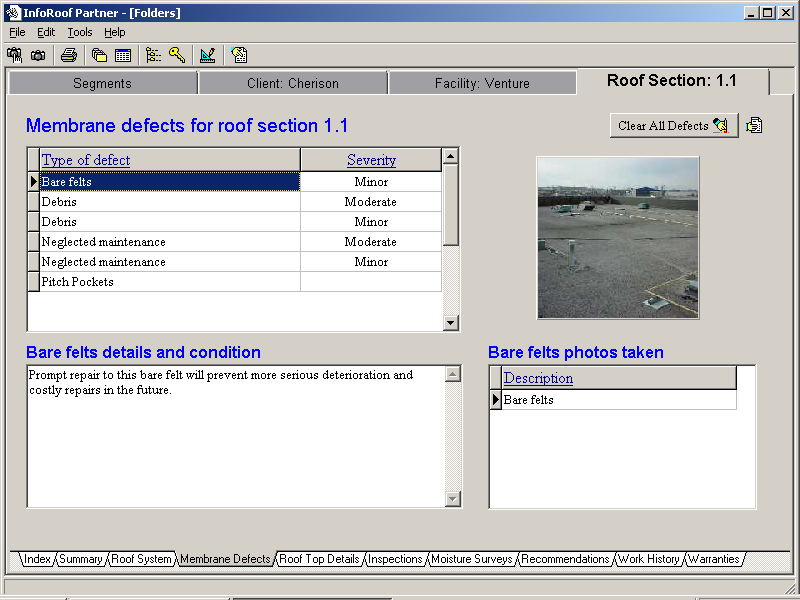 InfoRoof Partner - [Folders]
File Edit Tools Help
Segments Client: Cherison Facility: Venture Roof Section: 1.1
Membrane defects for roof section 1.1
Clear All Defects
Type of defect Severity
Bare felts Minor
Debris Moderate
Debris Minor
Neglected maintenance Moderate
Neglected maintenance Minor
Pitch Pockets
Bare felts details and condition
Prompt repair to this bare felt will prevent more serious deterioration and
costly repairs in the future.
Bare felts photos taken
Description
Bare felts
Index Summary Roof System Membrane Defects Roof Top Details Inspections Moisture Surveys Recommendations Work History Warranties